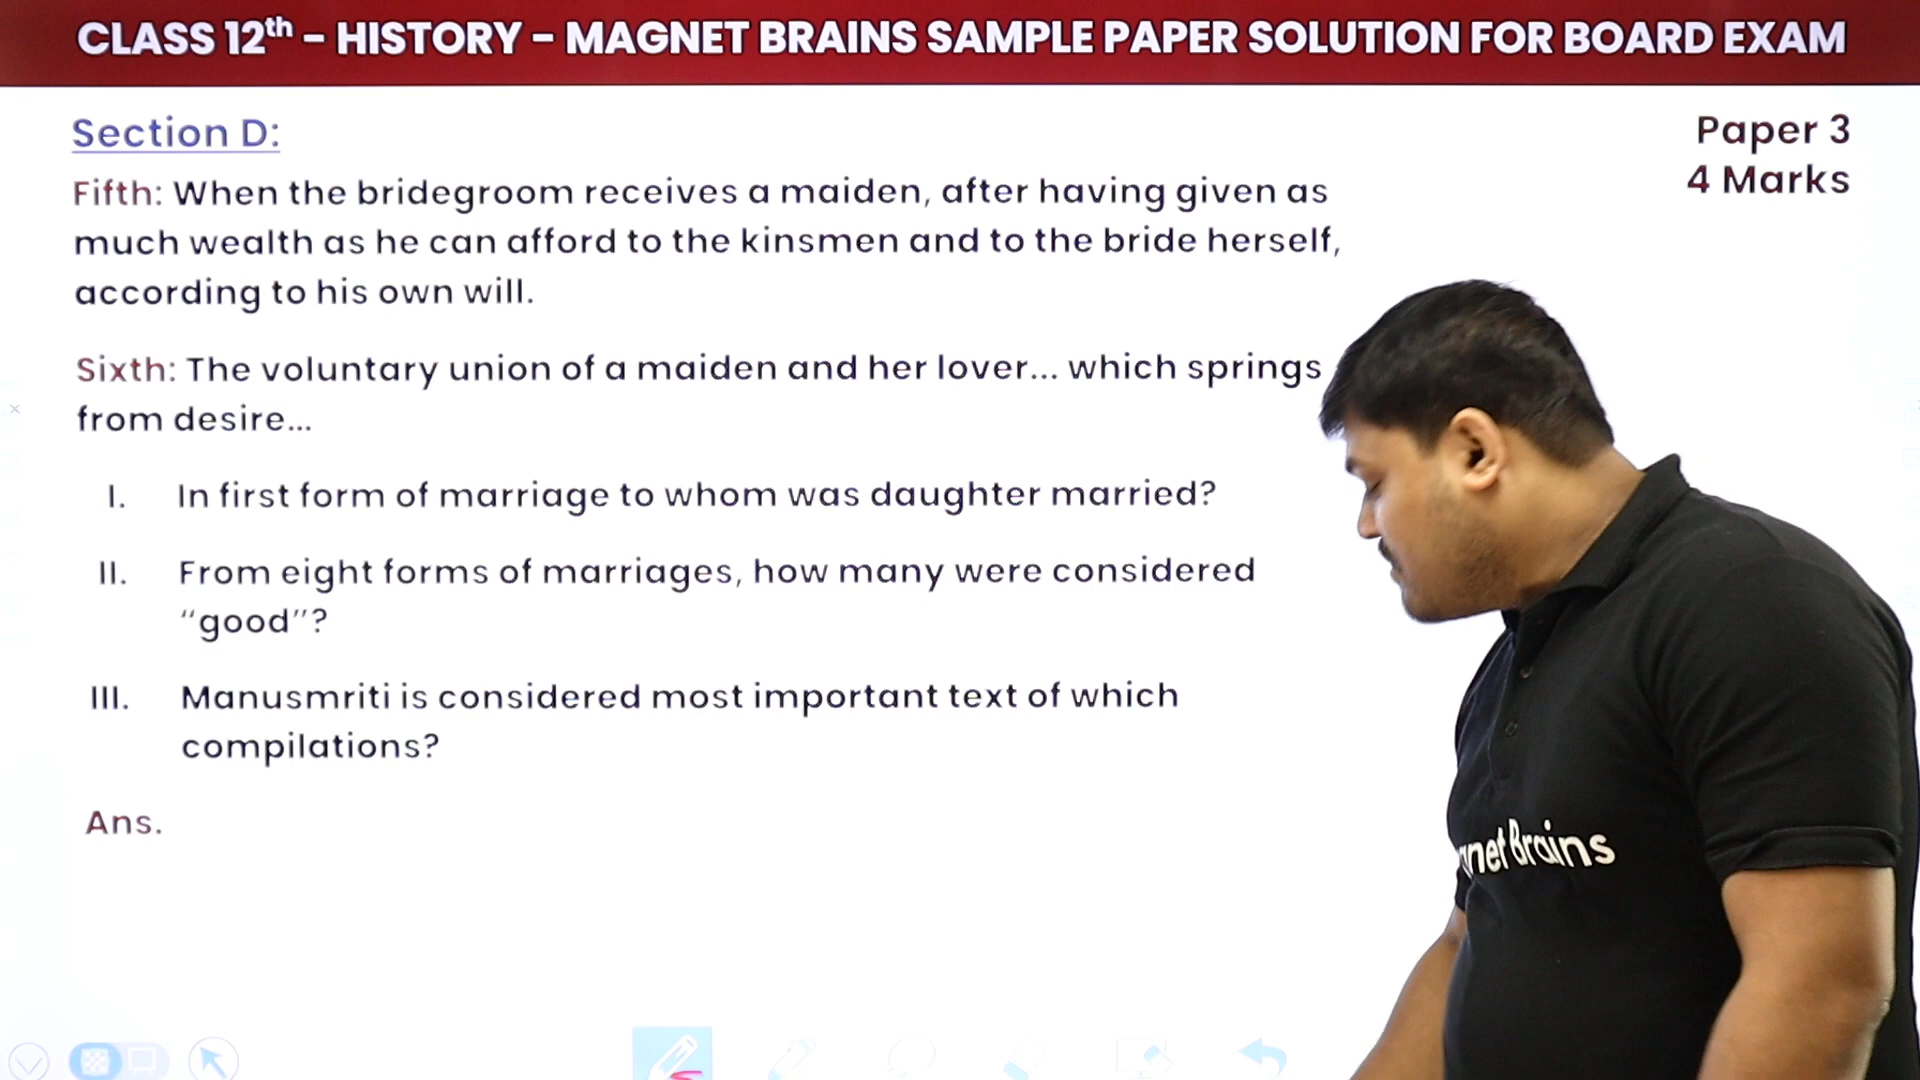 CLASS 12th – HISTORY – MAGNET BRAINS SAMPLE PAPER SOLUTION FOR BOARD EXAM
Section D:
Paper 3
4 Marks
Fifth: When the bridegroom receives a maiden, after having given as
much wealth as he can afford to the kinsmen and to the bride herself,
according to his own will.
Sixth: The voluntary union of a maiden and her lover... which springs
from desire...
I. In first form of marriage to whom was daughter married?
II. From eight forms of marriages, how many were considered
“good”?
III. Manusmriti is considered most important text of which
compilations?
Ans.
gnet Brains